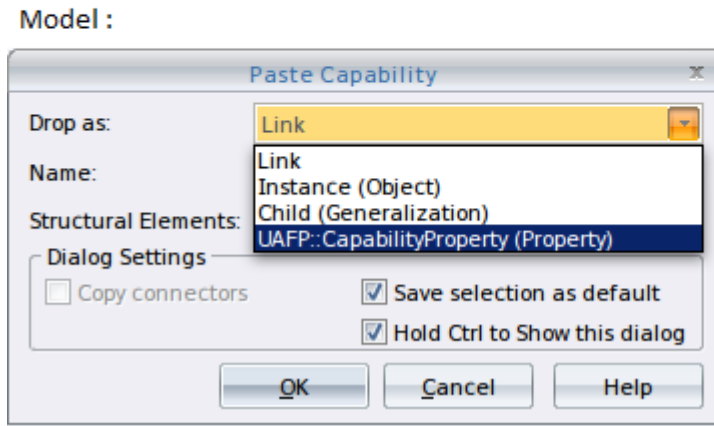 Model :
Paste Capability
Drop as:
Link
Link
Name:
Instance (Object)
Child (Generalization)
Structural Elements:
UAFP::CapabilityProperty (Property)
Dialog Settings
Copy connectors
Save selection as default
Hold Ctrl to Show this dialog
OK
Cancel
Help